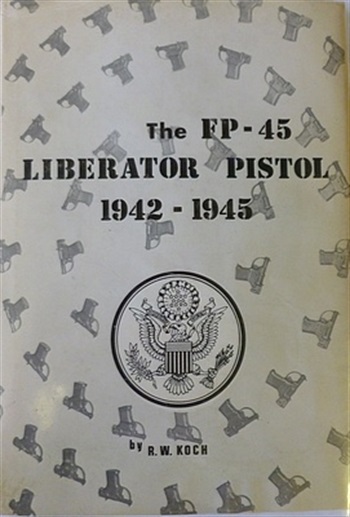 The FP-45
LIBERATOR PISTOL
1942-1945
by R.W. KOCH